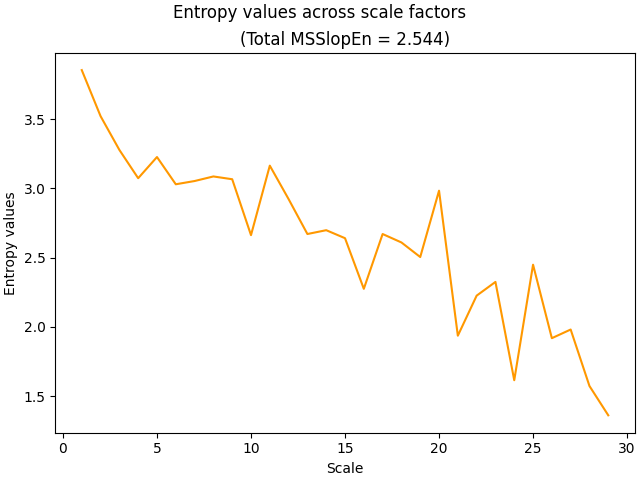 Entropy values across scale factors
(Total MSSlopEn = 2.544)
Entropy values
3.5
3.0
2.5
2.0
1.5
0 5 10 15 20 25 30
Scale